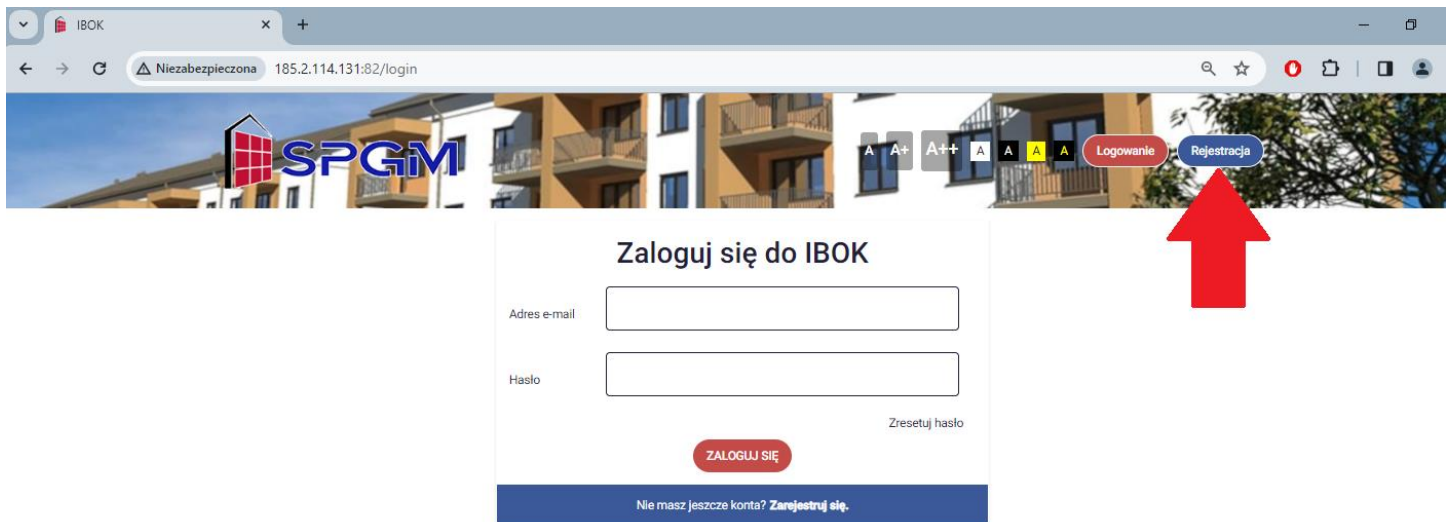 IBOK
Niezabezpieczona 185.2.114.131:82/login
SPGiM
A A+ A++ A A A A Logowanie Rejestracja
Zaloguj się do IBOK
Adres e-mail
Hasło
Zresetuj hasło
ZALOGUJ SIĘ
Nie masz jeszcze konta? Zarejestruj się.